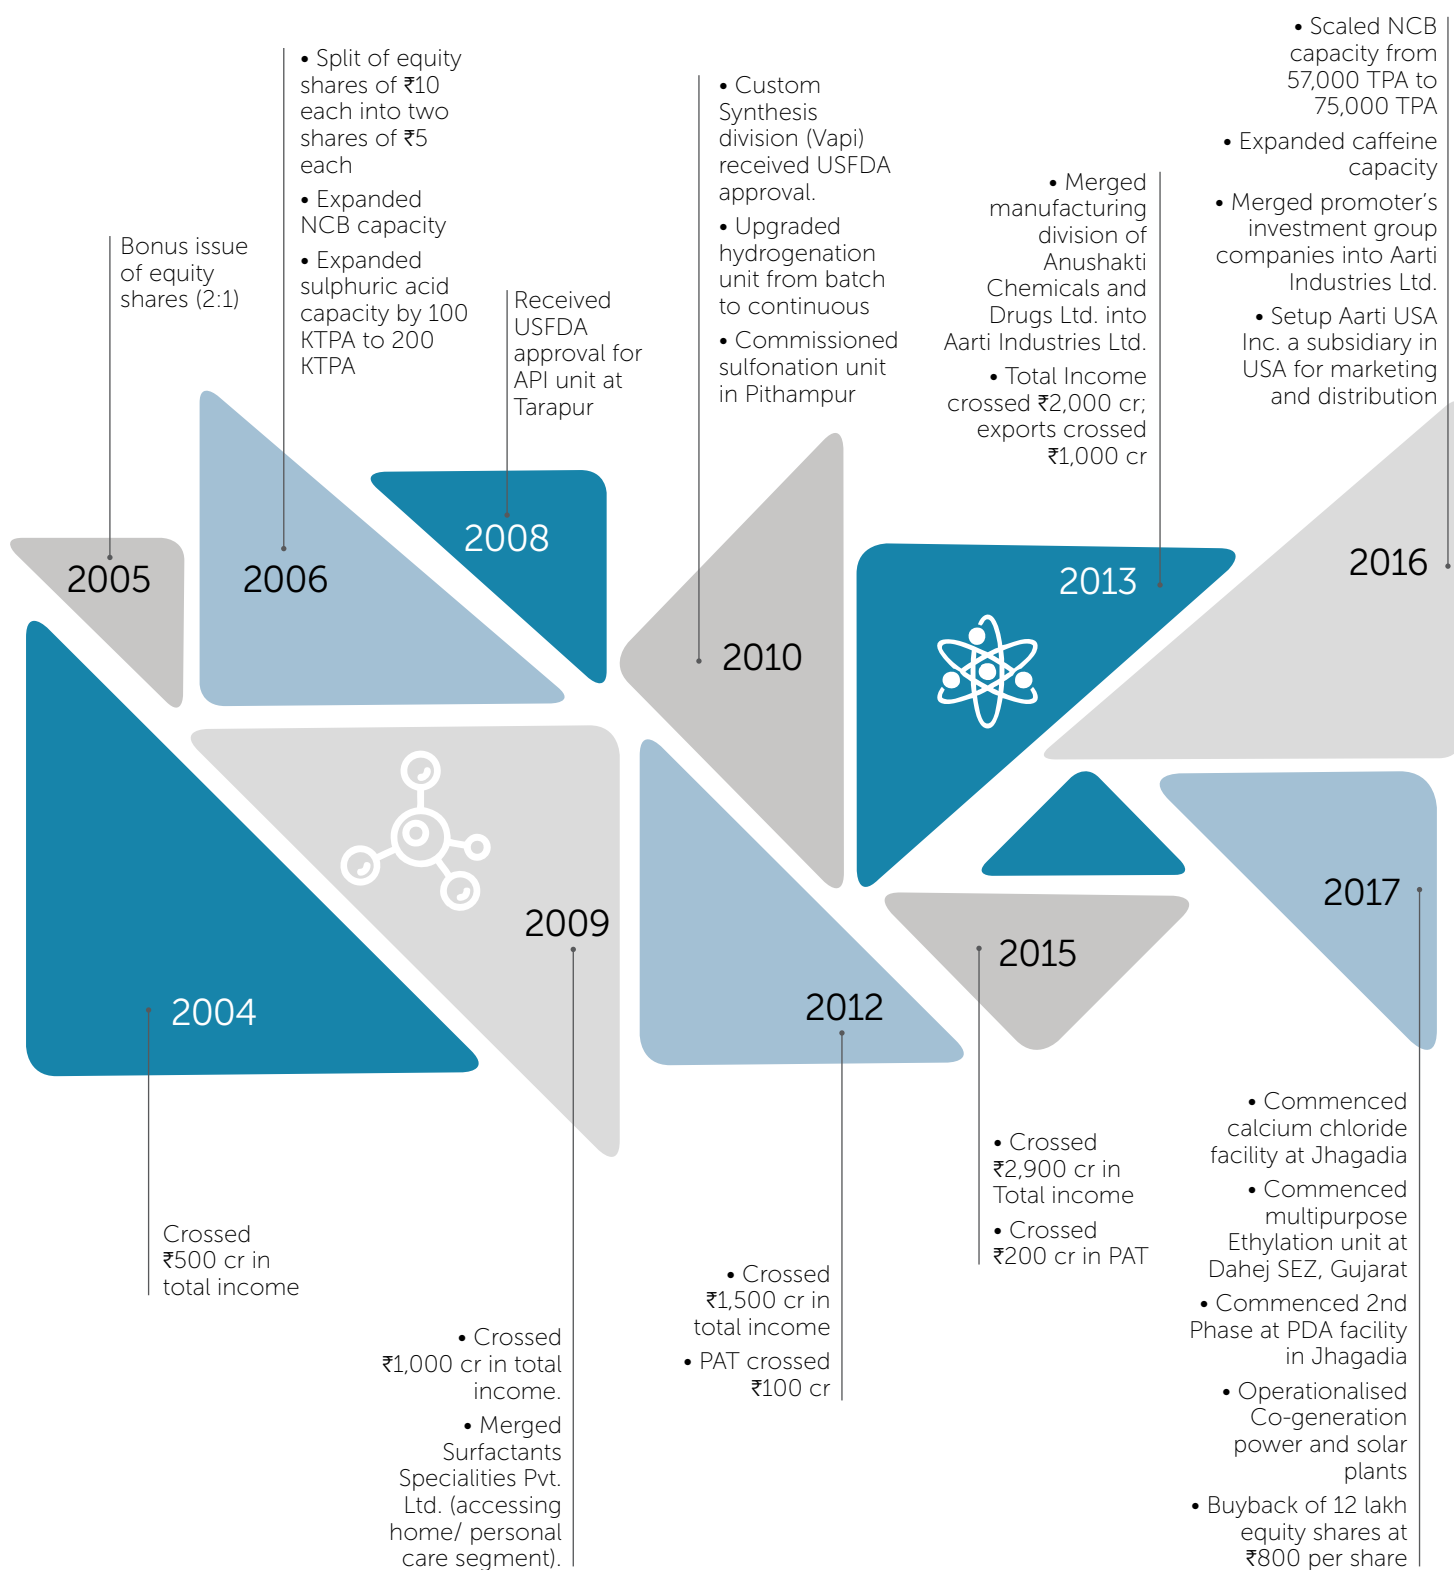 Bonus issue
of equity
shares (2:1)
2005
• Split of equity
shares of ₹10
each into two
shares of ₹5
each
• Expanded
NCB capacity
• Expanded
sulphuric acid
capacity by 100
KTPA to 200
KTPA
2006
Received
USFDA
approval for
API unit at
Tarapur
2008
• Custom
Synthesis
division (Vapi)
received USFDA
approval.
• Upgraded
hydrogenation
unit from batch
to continuous
• Commissioned
sulfonation unit
in Pithampur
2010
• Merged
manufacturing
division of
Anushakti
Chemicals and
Drugs Ltd. into
Aarti Industries Ltd.
• Total Income
crossed ₹2,000 cr;
exports crossed
₹1,000 cr
2013
• Scaled NCB
capacity from
57,000 TPA to
75,000 TPA
• Expanded caffeine
capacity
• Merged promoter’s
investment group
companies into Aarti
Industries Ltd.
• Setup Aarti USA
Inc. a subsidiary in
USA for marketing
and distribution
2016
2004
Crossed
₹500 cr in
total income
2009
• Crossed
₹1,000 cr in total
income.
• Merged
Surfactants
Specialities Pvt.
Ltd. (accessing
home/ personal
care segment).
2012
• Crossed
₹1,500 cr in
total income
• PAT crossed
₹100 cr
2015
• Crossed
₹2,900 cr in
Total income
• Crossed
₹200 cr in PAT
2017
• Commenced
calcium chloride
facility at Jhagadia
• Commenced
multipurpose
Ethylation unit at
Dahej SEZ, Gujarat
• Commenced 2nd
Phase at PDA facility
in Jhagadia
• Operationalised
Co-generation
power and solar
plants
• Buyback of 12 lakh
equity shares at
₹800 per share